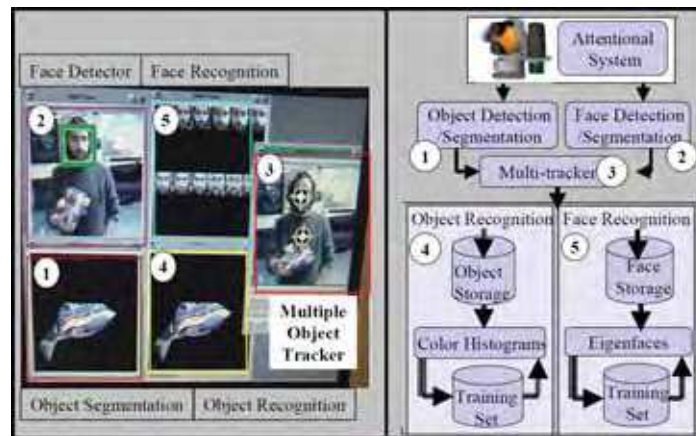 Face Detector
Face Recognition
2
5
3
1
4
Multiple
Object
Tracker
Object Segmentation
Object Recognition
Attentional
System
Object Detection
/Segmentation
Face Detection
/Segmentation
1
2
Multi-tracker
3
Object Recognition
Face Recognition
4
5
Object
Storage
Face
Storage
Color Histograms
Eigenfaces
Training
Set
Training
Set